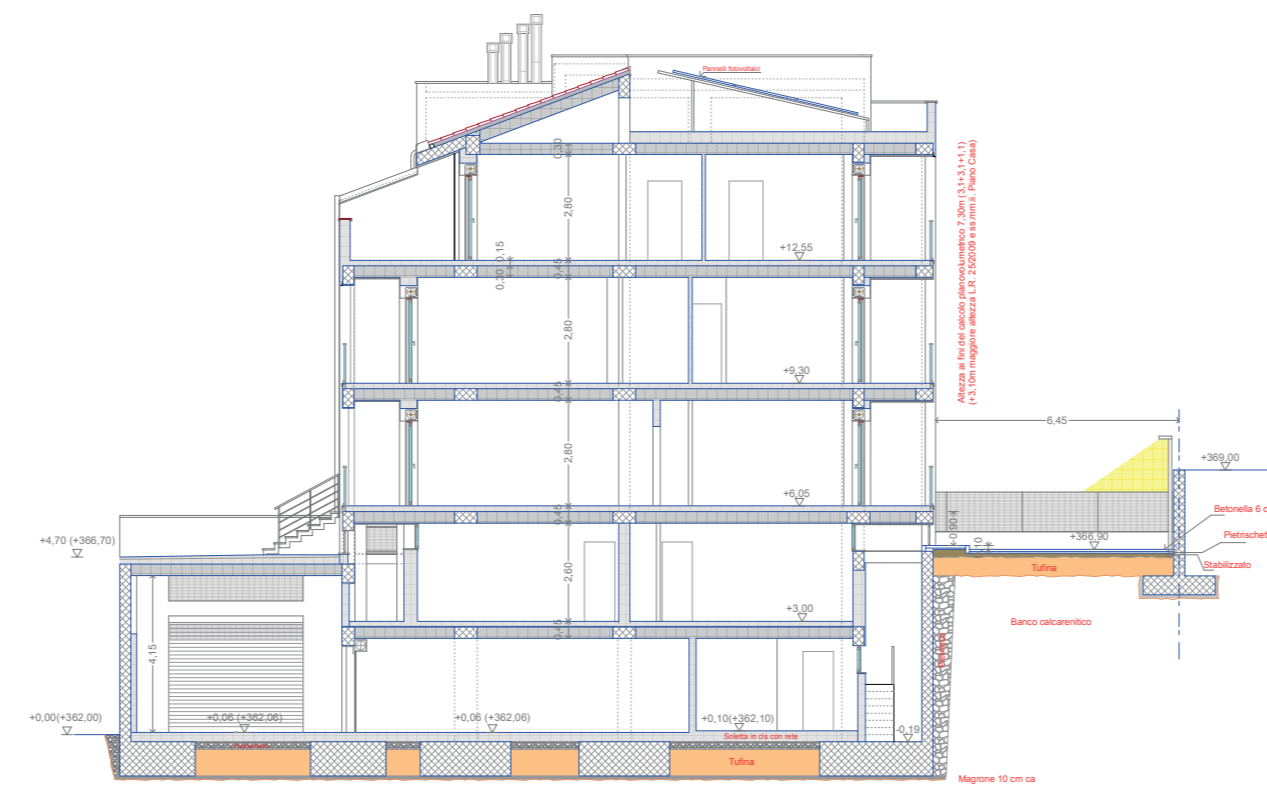 Pannelli fotovoltaici
0,30
2,80
Altezza ai fini del calcolo planovolumetrico 7,30m (3,1+3,1+1,1)
(+3,10m maggiore altezza L.R. 25/2009 e ss.mm.ii. Piano Casa)
+12,55
0,15
0,30
0,45
2,80
+9,30
0,45
6,45
2,80
+369,00
+6,05
0,45
0,90
Betonella 6 c
+366,90
Pietrischet
+4,70 (+366,70)
0,10
Stabilizzato
Tufina
2,60
+3,00
Banco calcarenitico
0,45
4,15
+0,00(+362,00)
+0,06 (+362,06)
+0,06 (+362,06)
+0,10(+362,10)
-0,19
Soletta in cls con rete
Tufina
Magrone 10 cm ca